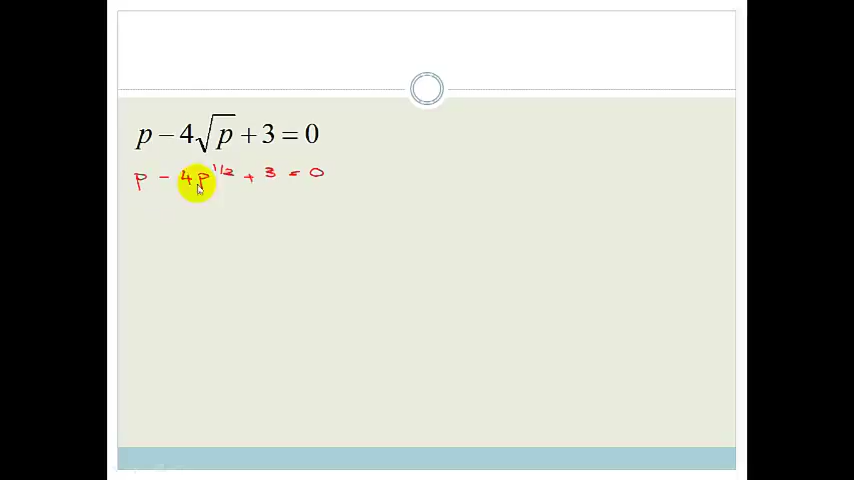 p − 4√p + 3 = 0
p − 4p^1/2 + 3 = 0